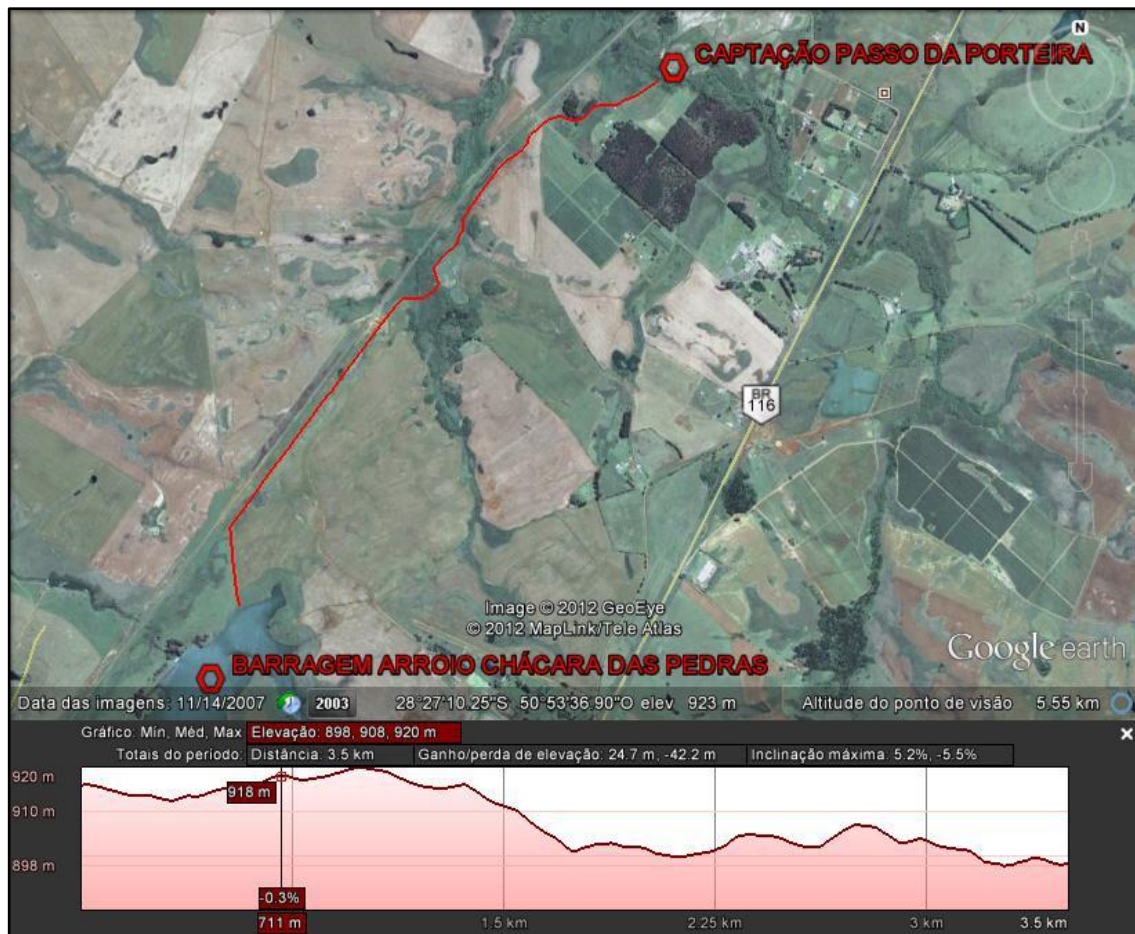 N
CAPTAÇÃO PASSO DA PORTEIRA
BR
116
Image © 2012 GeoEye
© 2012 MapLink/Tele Atlas
Google earth
BARRAGEM ARROIO CHÁCARA DAS PEDRAS
Data das imagens: 11/14/2007 2003 28°27'10.25"S 50°53'36.90"O elev 923 m Altitude do ponto de visão 5.55 km
Gráfico: Mín, Méd, Max Elevação: 898, 908, 920 m
Totais do período: Distância: 3.5 km Ganho/perda de elevação: 24.7 m, -42.2 m Inclinação máxima: 5.2%, -5.5%
920 m
918 m
910 m
898 m
-0.3%
711 m 1.5 km 2.25 km 3 km 3.5 km